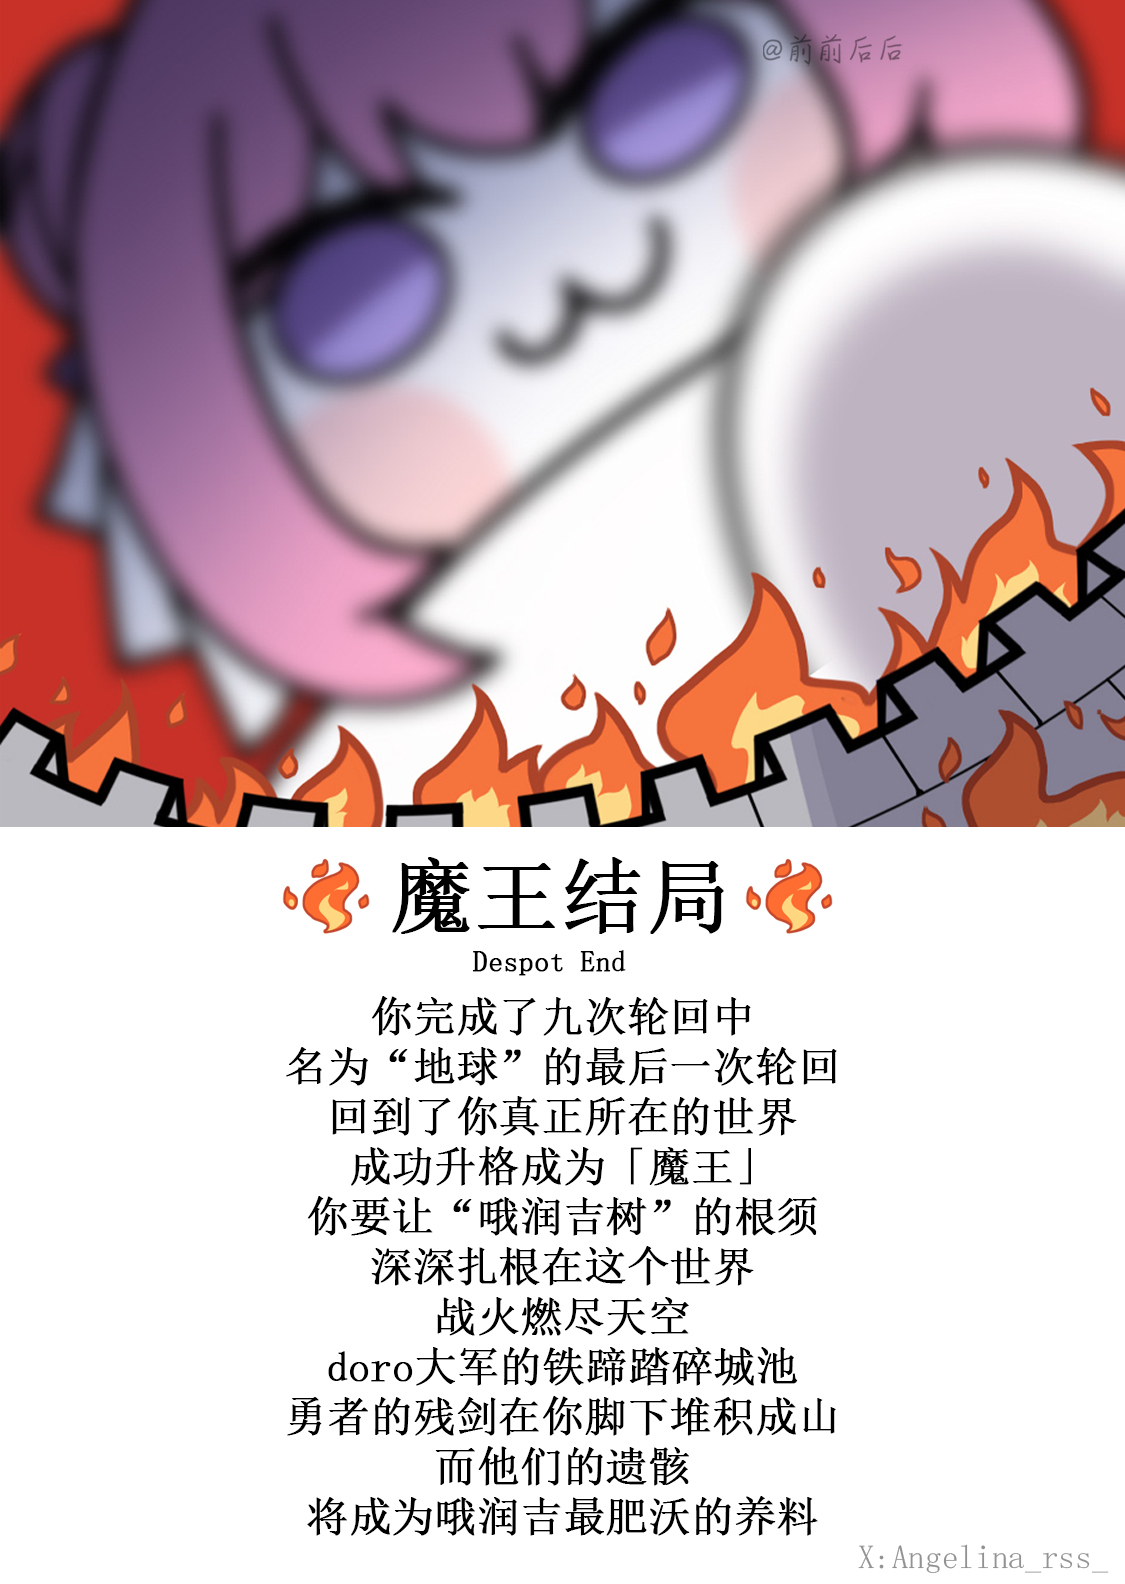 @前前后后
魔王结局
Despot End
你完成了九次轮回中
名为“地球”的最后一次轮回
回到了你真正所在的世界
成功升格成为「魔王」
你要让“哦润吉树”的根须
深深扎根在这个世界
战火燃尽天空
doro大军的铁蹄踏碎城池
勇者的残剑在你脚下堆积成山
而他们的遗骸
将成为哦润吉最肥沃的养料
X:Angelina_rss_